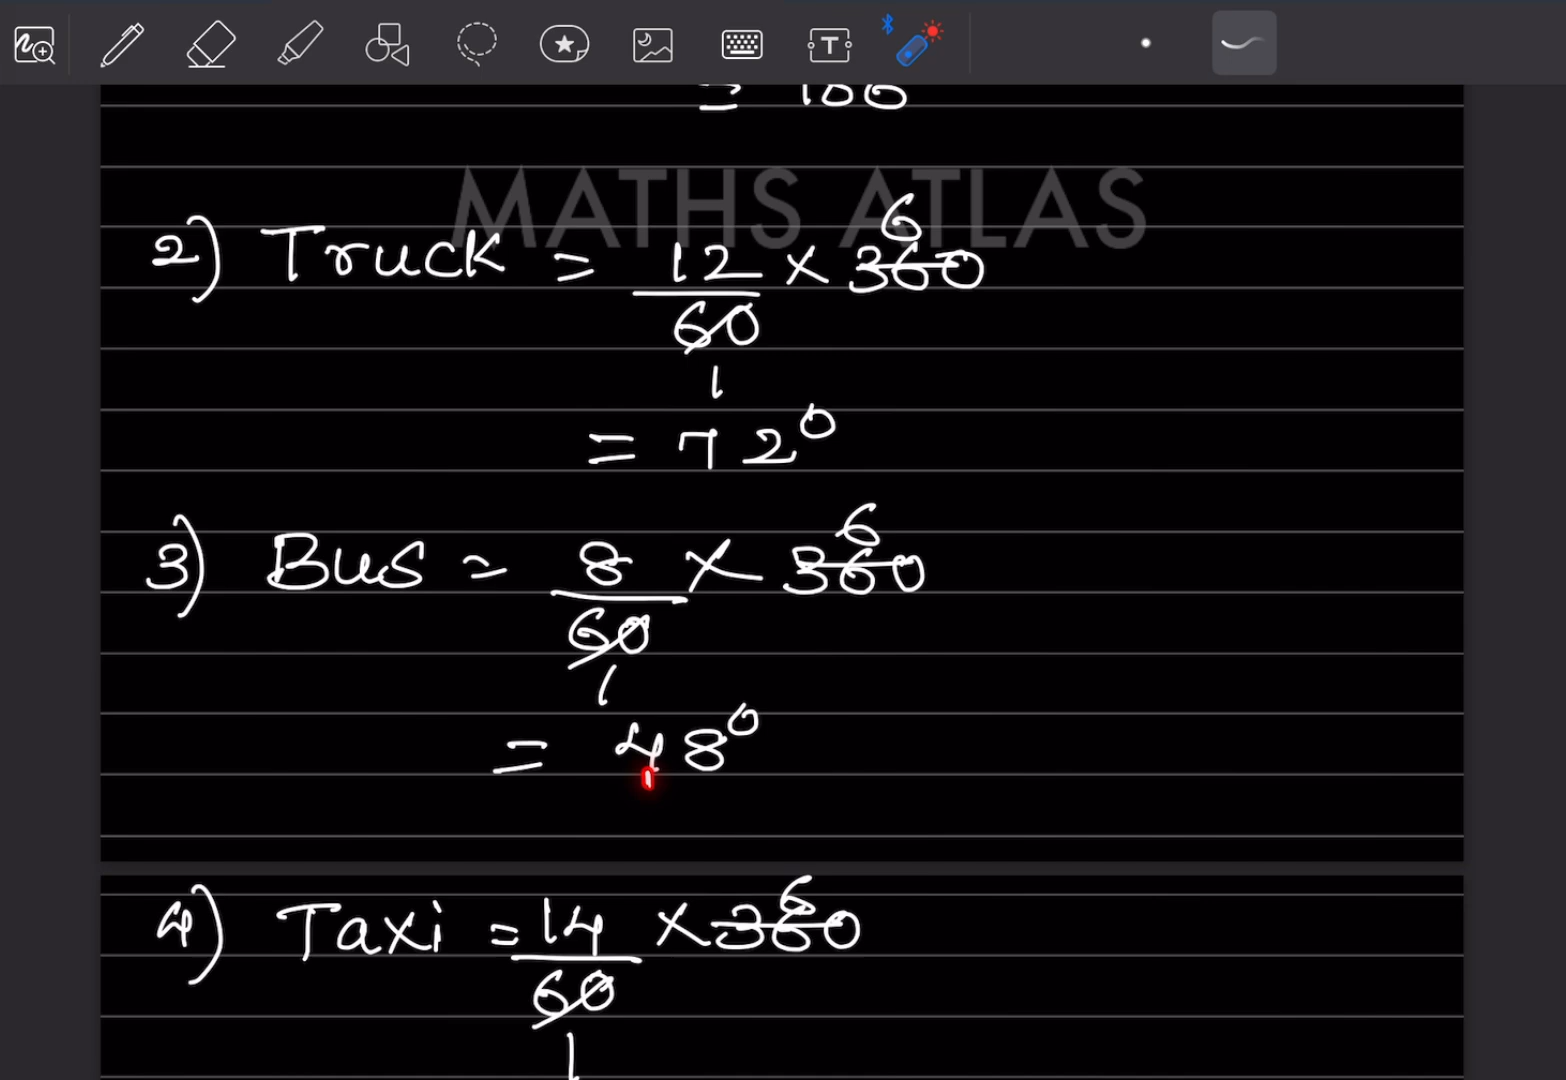 MATHS ATLAS
2) Truck = 12/60 × 360
6
1
= 72°
3) Bus = 8/60 × 360
6
1
= 48°
4) Taxi = 14/60 × 360
6
1